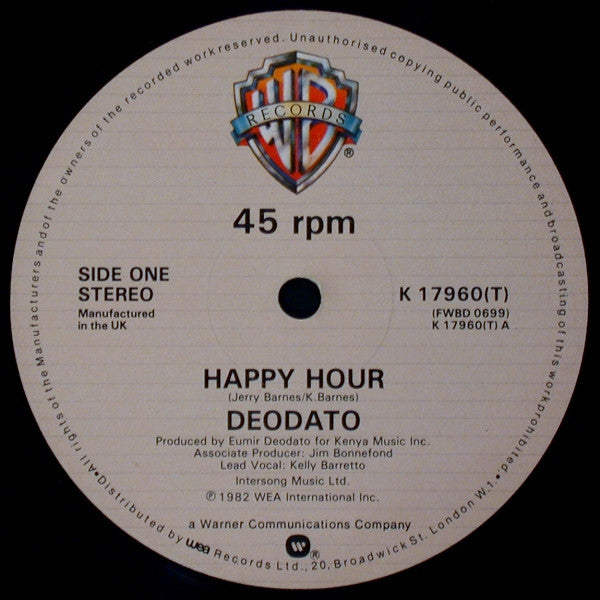 All rights of the Manufacturers and of the owners of the recorded work reserved. Unauthorised copying public performance and broadcasting of this work prohibited.
WB
RECORDS
®
45 rpm
SIDE ONE
STEREO
Manufactured
in the UK
K 17960(T)
(FWBD 0699)
K 17960(T) A
HAPPY HOUR
(Jerry Barnes/K.Barnes)
DEODATO
Produced by Eumir Deodato for Kenya Music Inc.
Associate Producer: Jim Bonnefond
Lead Vocal: Kelly Barretto
Intersong Music Ltd.
℗ 1982 WEA International Inc.
a Warner Communications Company
®
•Distributed by wea Records Ltd., 20, Broadwick St. London W.1.•